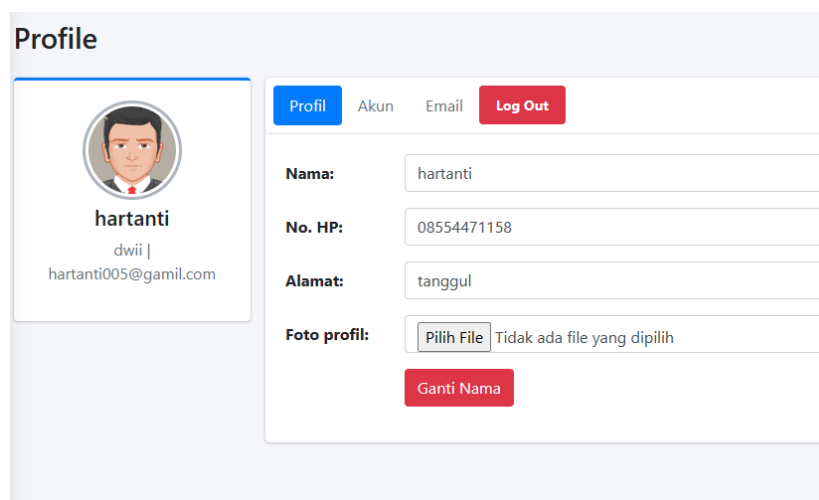 Profile
hartanti
dwii |
hartanti005@gamil.com
Profil Akun Email Log Out
Nama: hartanti
No. HP: 08554471158
Alamat: tanggul
Foto profil: Pilih File Tidak ada file yang dipilih
Ganti Nama